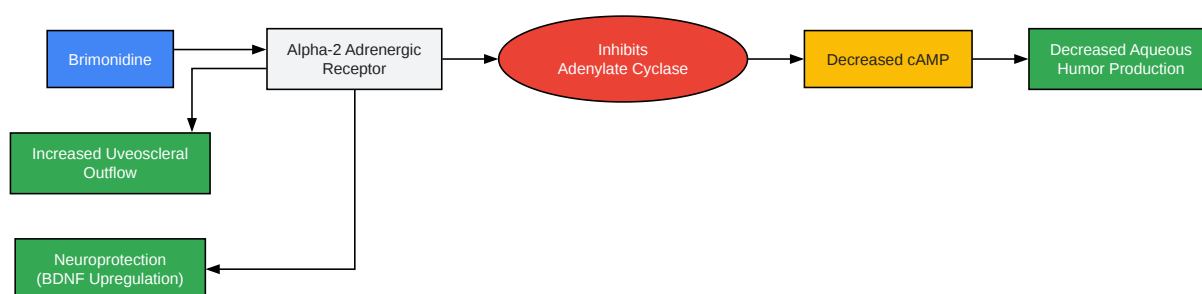 Brimonidine
Alpha-2 Adrenergic
Receptor
Inhibits
Adenylate Cyclase
Decreased cAMP
Decreased Aqueous
Humor Production
Increased Uveoscleral
Outflow
Neuroprotection
(BDNF Upregulation)